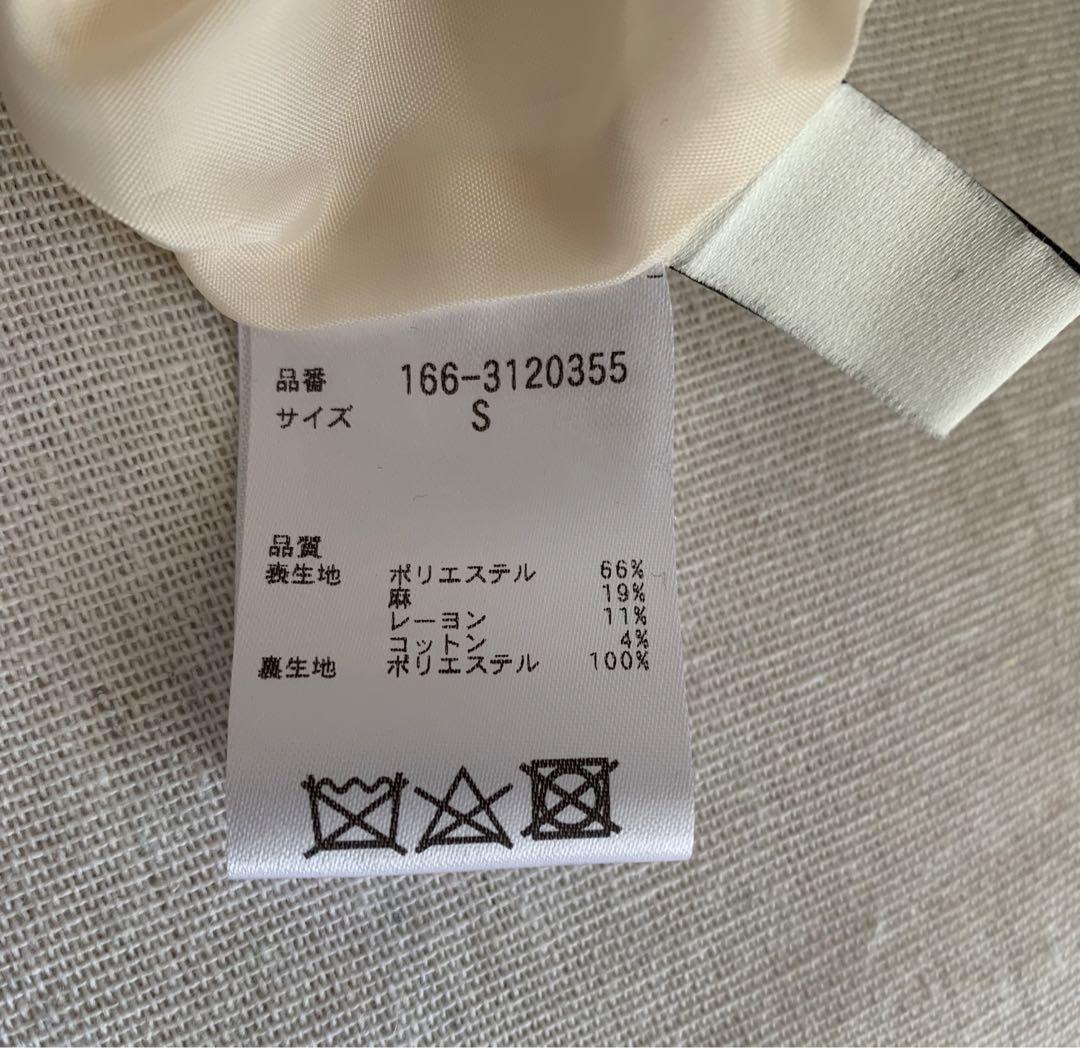 品番 166-3120355
サイズ S
品質
表生地 ポリエステル 66%
麻 19%
レーヨン 11%
コットン 4%
裏生地 ポリエステル 100%